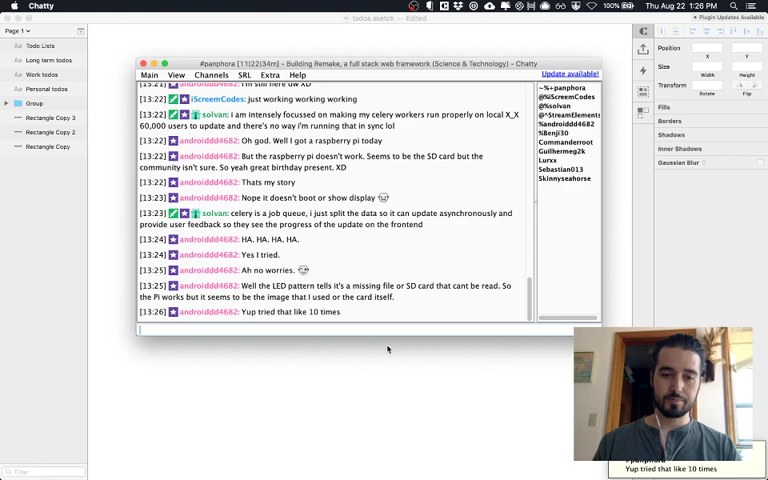 Chatty
100%
Thu Aug 22 1:26 PM
todos.sketch — Edited
Plugin Updates Available
Page 1
Todo Lists
Long term todos
Work todos
Personal todos
Group
Rectangle Copy 3
Rectangle Copy 2
Rectangle Copy
Filter
#panphora [11|22|34m] - Building Remake, a full stack web framework (Science & Technology) - Chatty
Main View Channels SRL Extra Help
Update available!
[13:21] androiddd4682: I'm still here uw XD
[13:22] iScreemCodes: just working working working
[13:22] solvan: I am intensely focussed on making my celery workers run properly on local X_X
60,000 users to update and there's no way i'm running that in sync lol
[13:22] androiddd4682: Oh god. Well I got a raspberry pi today
[13:22] androiddd4682: But the raspberry pi doesn't work. Seems to be the SD card but the
community isn't sure. So yeah great birthday present. XD
[13:22] androiddd4682: Thats my story
[13:23] androiddd4682: Nope it doesn't boot or show display
[13:23] solvan: celery is a job queue, i just split the data so it can update asynchronously and
provide user feedback so they see the progress of the update on the frontend
[13:24] androiddd4682: HA. HA. HA. HA.
[13:24] androiddd4682: Yes I tried.
[13:25] androiddd4682: Ah no worries.
[13:25] androiddd4682: Well the LED pattern tells it's a missing file or SD card that cant be read. So
the Pi works but it seems to be the image that I used or the card itself.
[13:26] androiddd4682: Yup tried that like 10 times
~%+panphora
@%iScreemCodes
@%solvan
@^StreamElements
%androiddd4682
%Benji30
Commanderroot
Guilhermeg2k
Lurxx
Sebastian013
Skinnyseahorse
Position
X Y
Size
Width Height
Transform
Rotate Flip
Fills
Borders
Shadows
Inner Shadows
Gaussian Blur
Yup tried that like 10 times